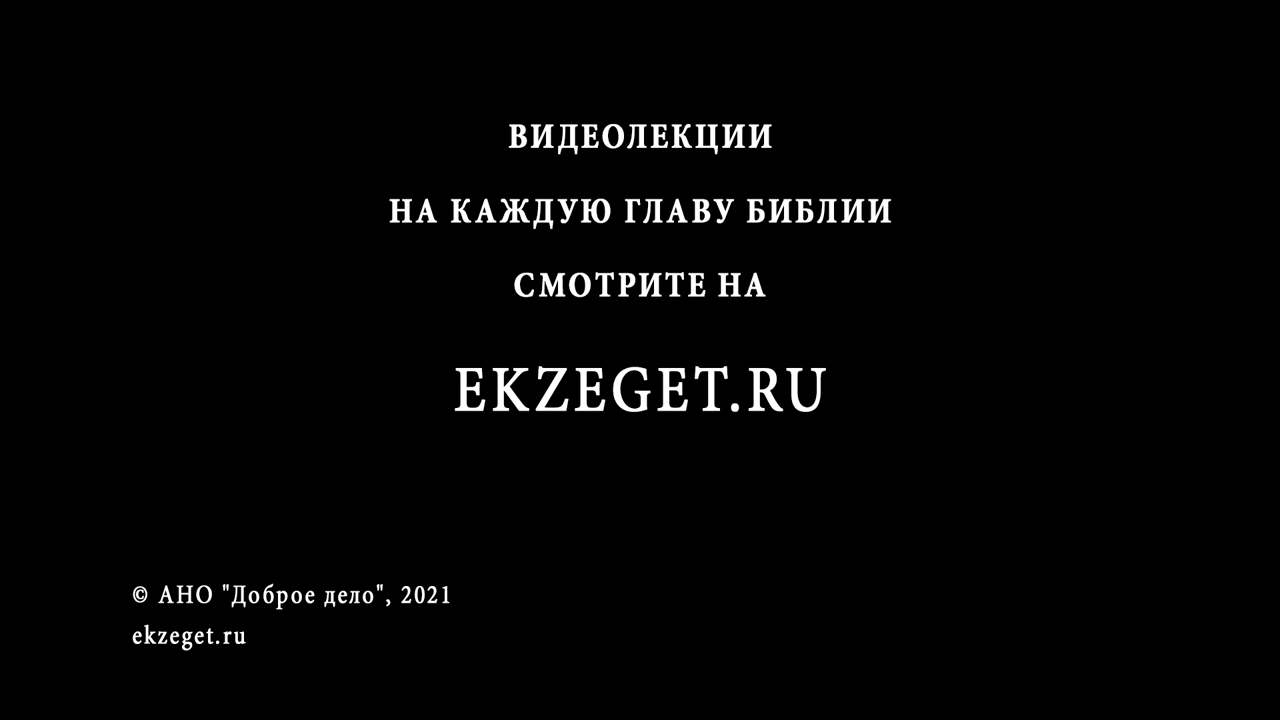 ВИДЕОЛЕКЦИИ
НА КАЖДУЮ ГЛАВУ БИБЛИИ
СМОТРИТЕ НА
EKZEGET.RU
© АНО "Доброе дело", 2021
ekzeget.ru